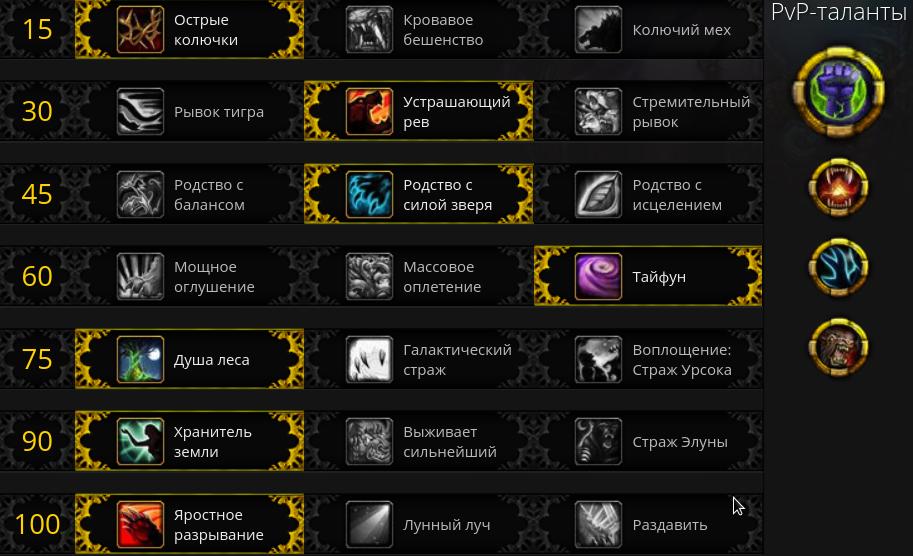 PvP-таланты
15
Острые
колючки
Кровавое
бешенство
Колючий мех
30
Рывок тигра
Устрашающий
рев
Стремительный
рывок
45
Родство с
балансом
Родство с
силой зверя
Родство с
исцелением
60
Мощное
оглушение
Массовое
оплетение
Тайфун
75
Душа леса
Галактический
страж
Воплощение:
Страж Урсока
90
Хранитель
земли
Выживает
сильнейший
Страж Элуны
100
Яростное
разрывание
Лунный луч
Раздавить